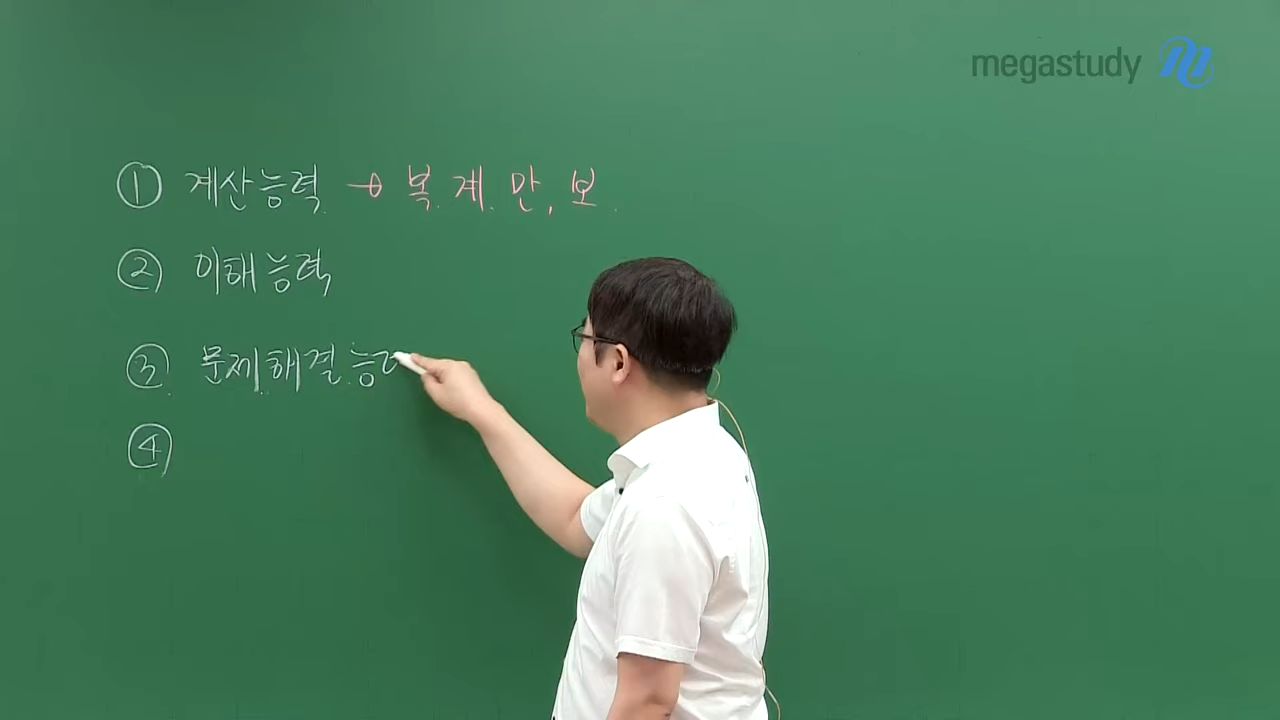 megastudy
① 계산능력 → 복. 계. 만, 보.
② 이해능력
③ 문제해결능
④